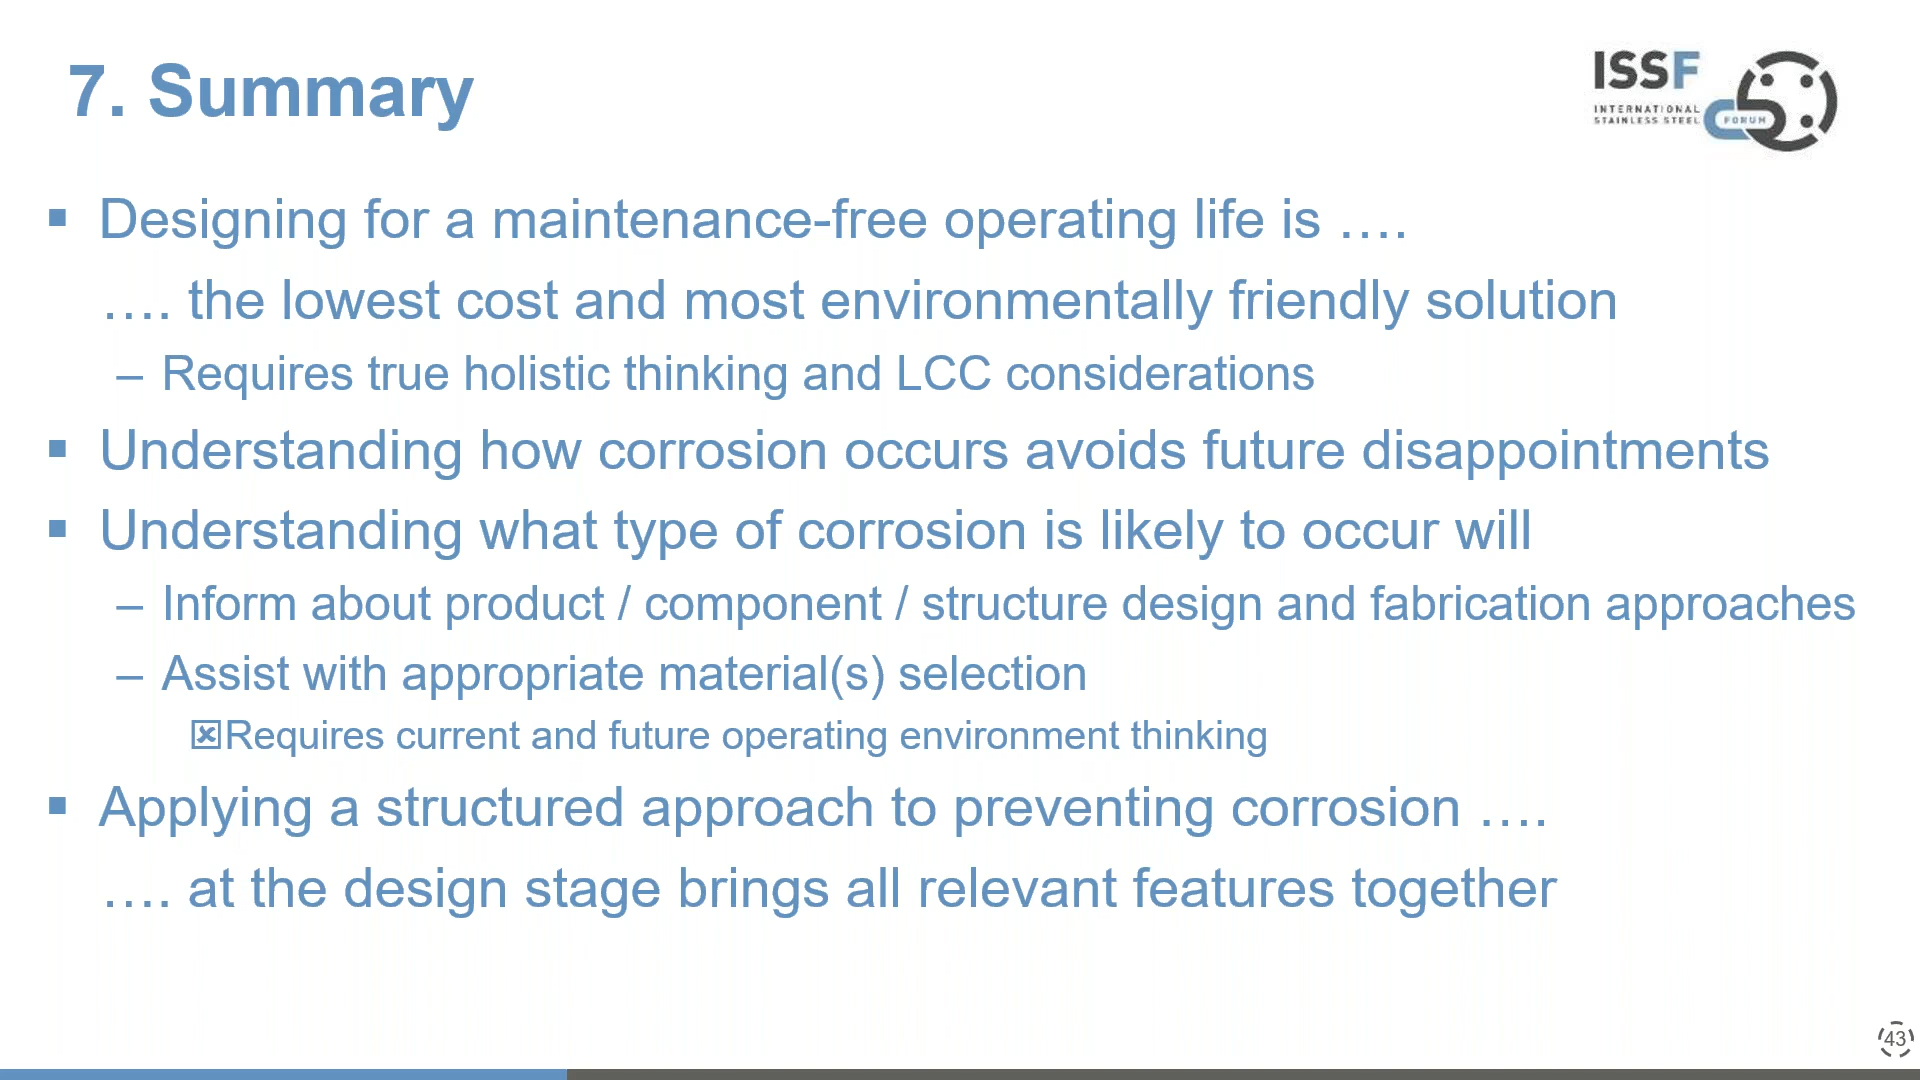 7. Summary
ISSF
INTERNATIONAL
STAINLESS STEEL
FORUM
▪ Designing for a maintenance-free operating life is ….
…. the lowest cost and most environmentally friendly solution
– Requires true holistic thinking and LCC considerations
▪ Understanding how corrosion occurs avoids future disappointments
▪ Understanding what type of corrosion is likely to occur will
– Inform about product / component / structure design and fabrication approaches
– Assist with appropriate material(s) selection
☒Requires current and future operating environment thinking
▪ Applying a structured approach to preventing corrosion ….
…. at the design stage brings all relevant features together
43